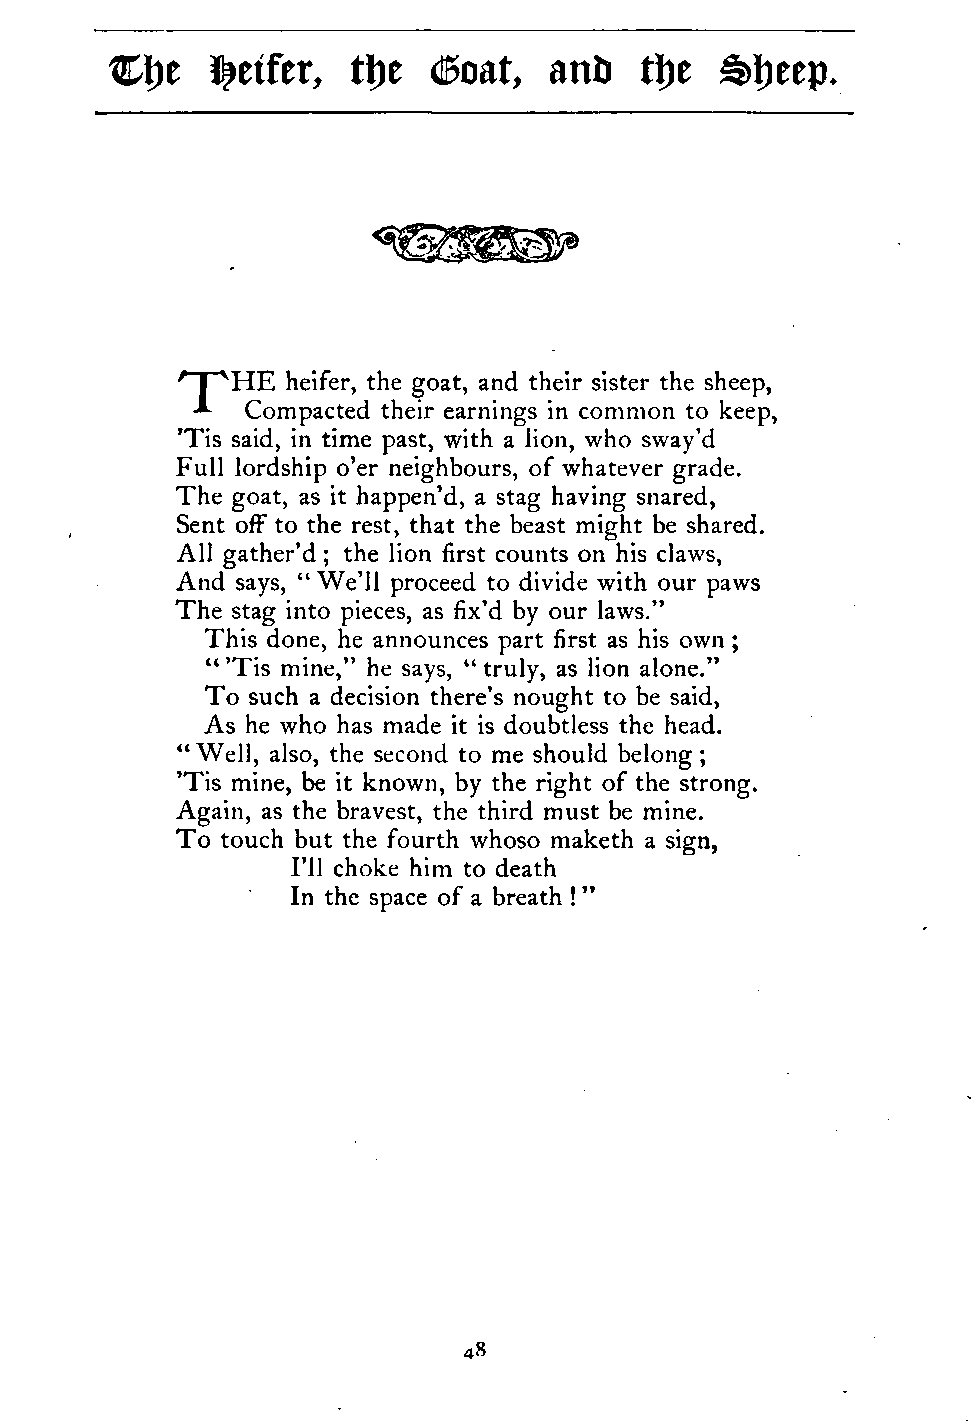 The Heifer, the Goat, and the Sheep.
THE heifer, the goat, and their sister the sheep,
Compacted their earnings in common to keep,
'Tis said, in time past, with a lion, who sway'd
Full lordship o'er neighbours, of whatever grade.
The goat, as it happen'd, a stag having snared,
Sent off to the rest, that the beast might be shared.
All gather'd; the lion first counts on his claws,
And says, "We'll proceed to divide with our paws
The stag into pieces, as fix'd by our laws."
This done, he announces part first as his own;
"'Tis mine," he says, "truly, as lion alone."
To such a decision there's nought to be said,
As he who has made it is doubtless the head.
"Well, also, the second to me should belong;
'Tis mine, be it known, by the right of the strong.
Again, as the bravest, the third must be mine.
To touch but the fourth whoso maketh a sign,
I'll choke him to death
In the space of a breath!"
48